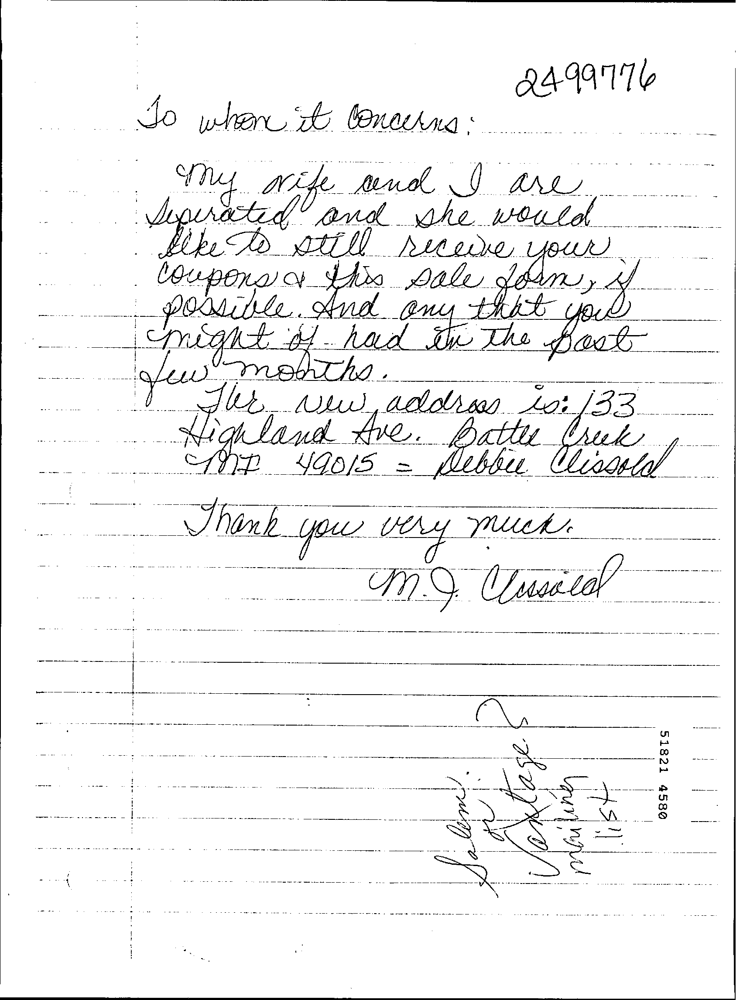 2499776
To whom it Concerns:
My wife and I are
Seperated and she would
like to still receive your
coupons & this sale form, if
possible. And any that you
might of had in the past
few months.
Her new address is: 133
Highland Ave. Battle Creek
MI 49015 = Debbie Clissold
Thank you very much.
M.J. Clissold
Salem?
or
Vantage?
mailing
list
51821 4580